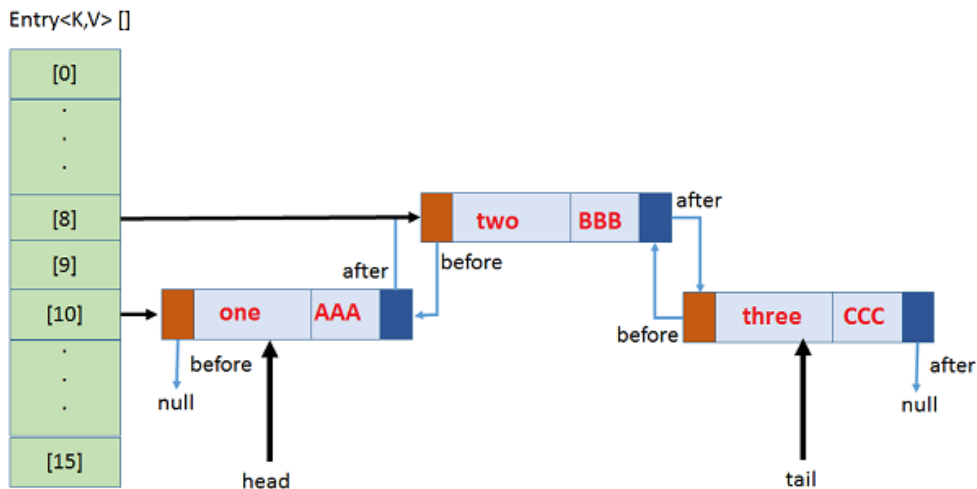 Entry<K,V> []
[0]
.
.
.
[8]
two BBB
after
[9]
after
before
[10]
one AAA
three CCC
before
before
after
.
.
.
null
null
[15]
head
tail